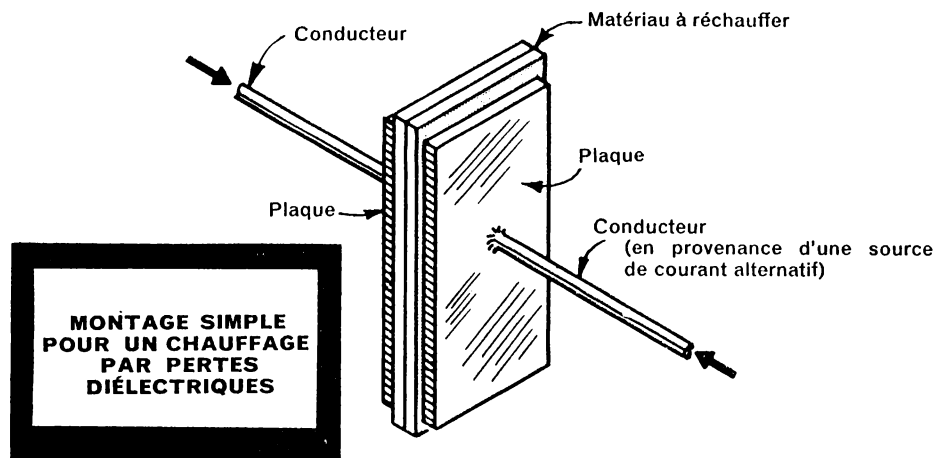 Matériau à réchauffer
Conducteur
Plaque
Plaque
Conducteur
(en provenance d'une source
de courant alternatif)
MONTAGE SIMPLE
POUR UN CHAUFFAGE
PAR PERTES
DIÉLECTRIQUES